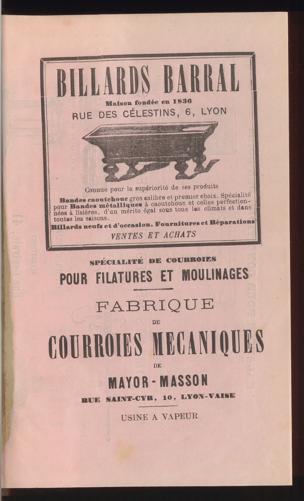 BILLARDS BARRAL
Maison fondée en 1836
RUE DES CÉLESTINS, 6, LYON
Connue pour la supériorité de ses produits
Bandes caoutchouc gros calibre et premier choix. Spécialité
pour Bandes métalliques à caoutchouc et celles perfection-
nées à lisières, d'un mérite égal sous tous les climats et dans
toutes les saisons.
Billards neufs et d'occasion. Fournitures et Réparations
VENTES ET ACHATS
SPÉCIALITÉ DE COURROIES
POUR FILATURES ET MOULINAGES
FABRIQUE
DE
COURROIES MECANIQUES
DE
MAYOR-MASSON
RUE SAINT-CYR, 10, LYON-VAISE
USINE A VAPEUR